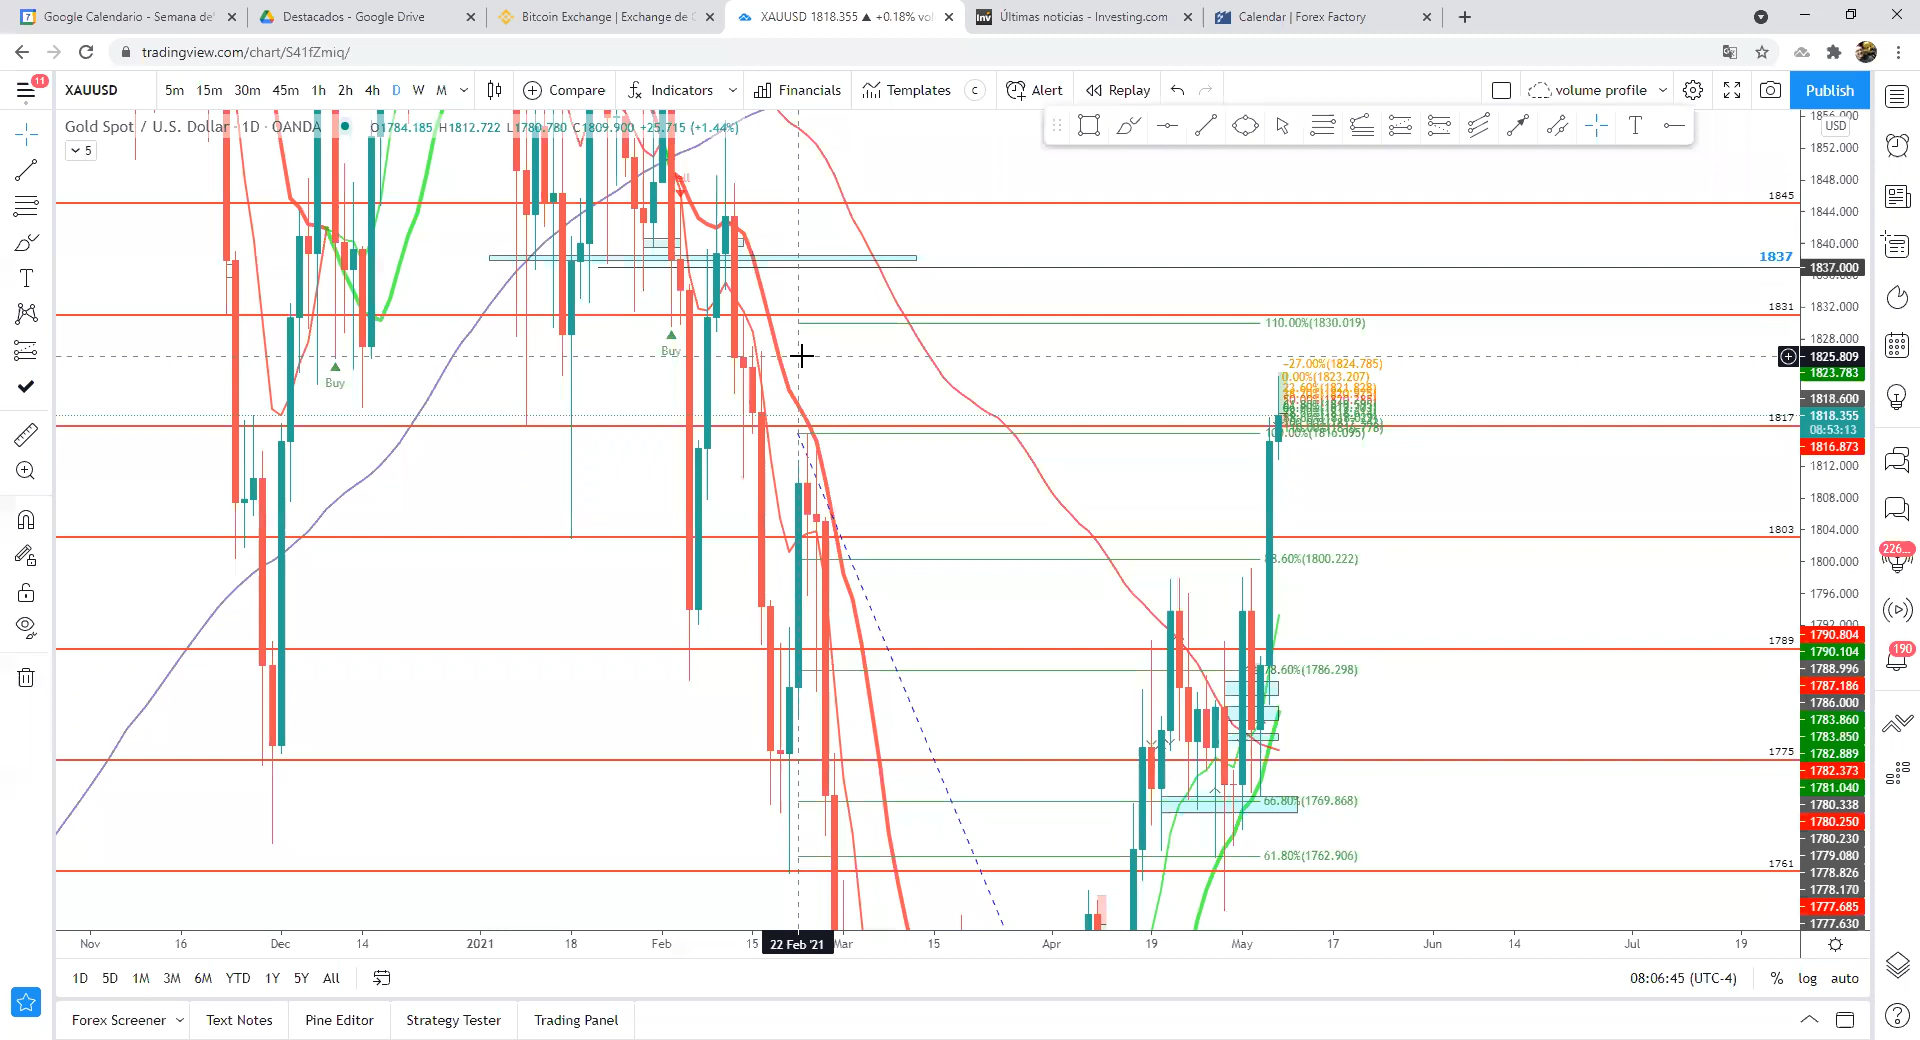 Google Calendario - Semana de
Destacados - Google Drive
Bitcoin Exchange | Exchange de C
XAUUSD 1818.355 ▲ +0.18% vol
Últimas noticias - Investing.com
Calendar | Forex Factory
tradingview.com/chart/S41fZmiq/
11
XAUUSD
5m 15m 30m 45m 1h 2h 4h D W M
Compare
Indicators
Financials
Templates
C
Alert
Replay
volume profile
Publish
Gold Spot / U.S. Dollar · 1D · OANDA
O1784.185 H1812.722 L1780.780 C1809.900 +25.715 (+1.44%)
5
USD
1856.000
1852.000
1848.000
1845
1844.000
1840.000
1837
1837.000
1831
1832.000
110.00%(1830.019)
1828.000
Buy
Buy
1825.809
-27.00%(1824.785)
1823.783
0.00%(1823.207)
1818.600
1818.355
1817
08:53:13
1816.873
1812.000
1808.000
1803
1804.000
1800.000
1796.000
1792.000
1790.804
1790.104
1789
1788.996
78.60%(1786.298)
1787.186
1786.000
1783.860
1783.850
1775
1782.889
1782.373
1781.040
66.80%(1769.868)
1780.338
1780.250
1780.230
61.80%(1762.906)
1779.080
1761
1778.826
1778.170
1777.685
1777.630
226...
190
Nov 16 Dec 14 2021 18 Feb 15 22 Feb '21 Mar 15 Apr 19 May 17 Jun 14 Jul 19
1D 5D 1M 3M 6M YTD 1Y 5Y All
08:06:45 (UTC-4) % log auto
Forex Screener Text Notes Pine Editor Strategy Tester Trading Panel